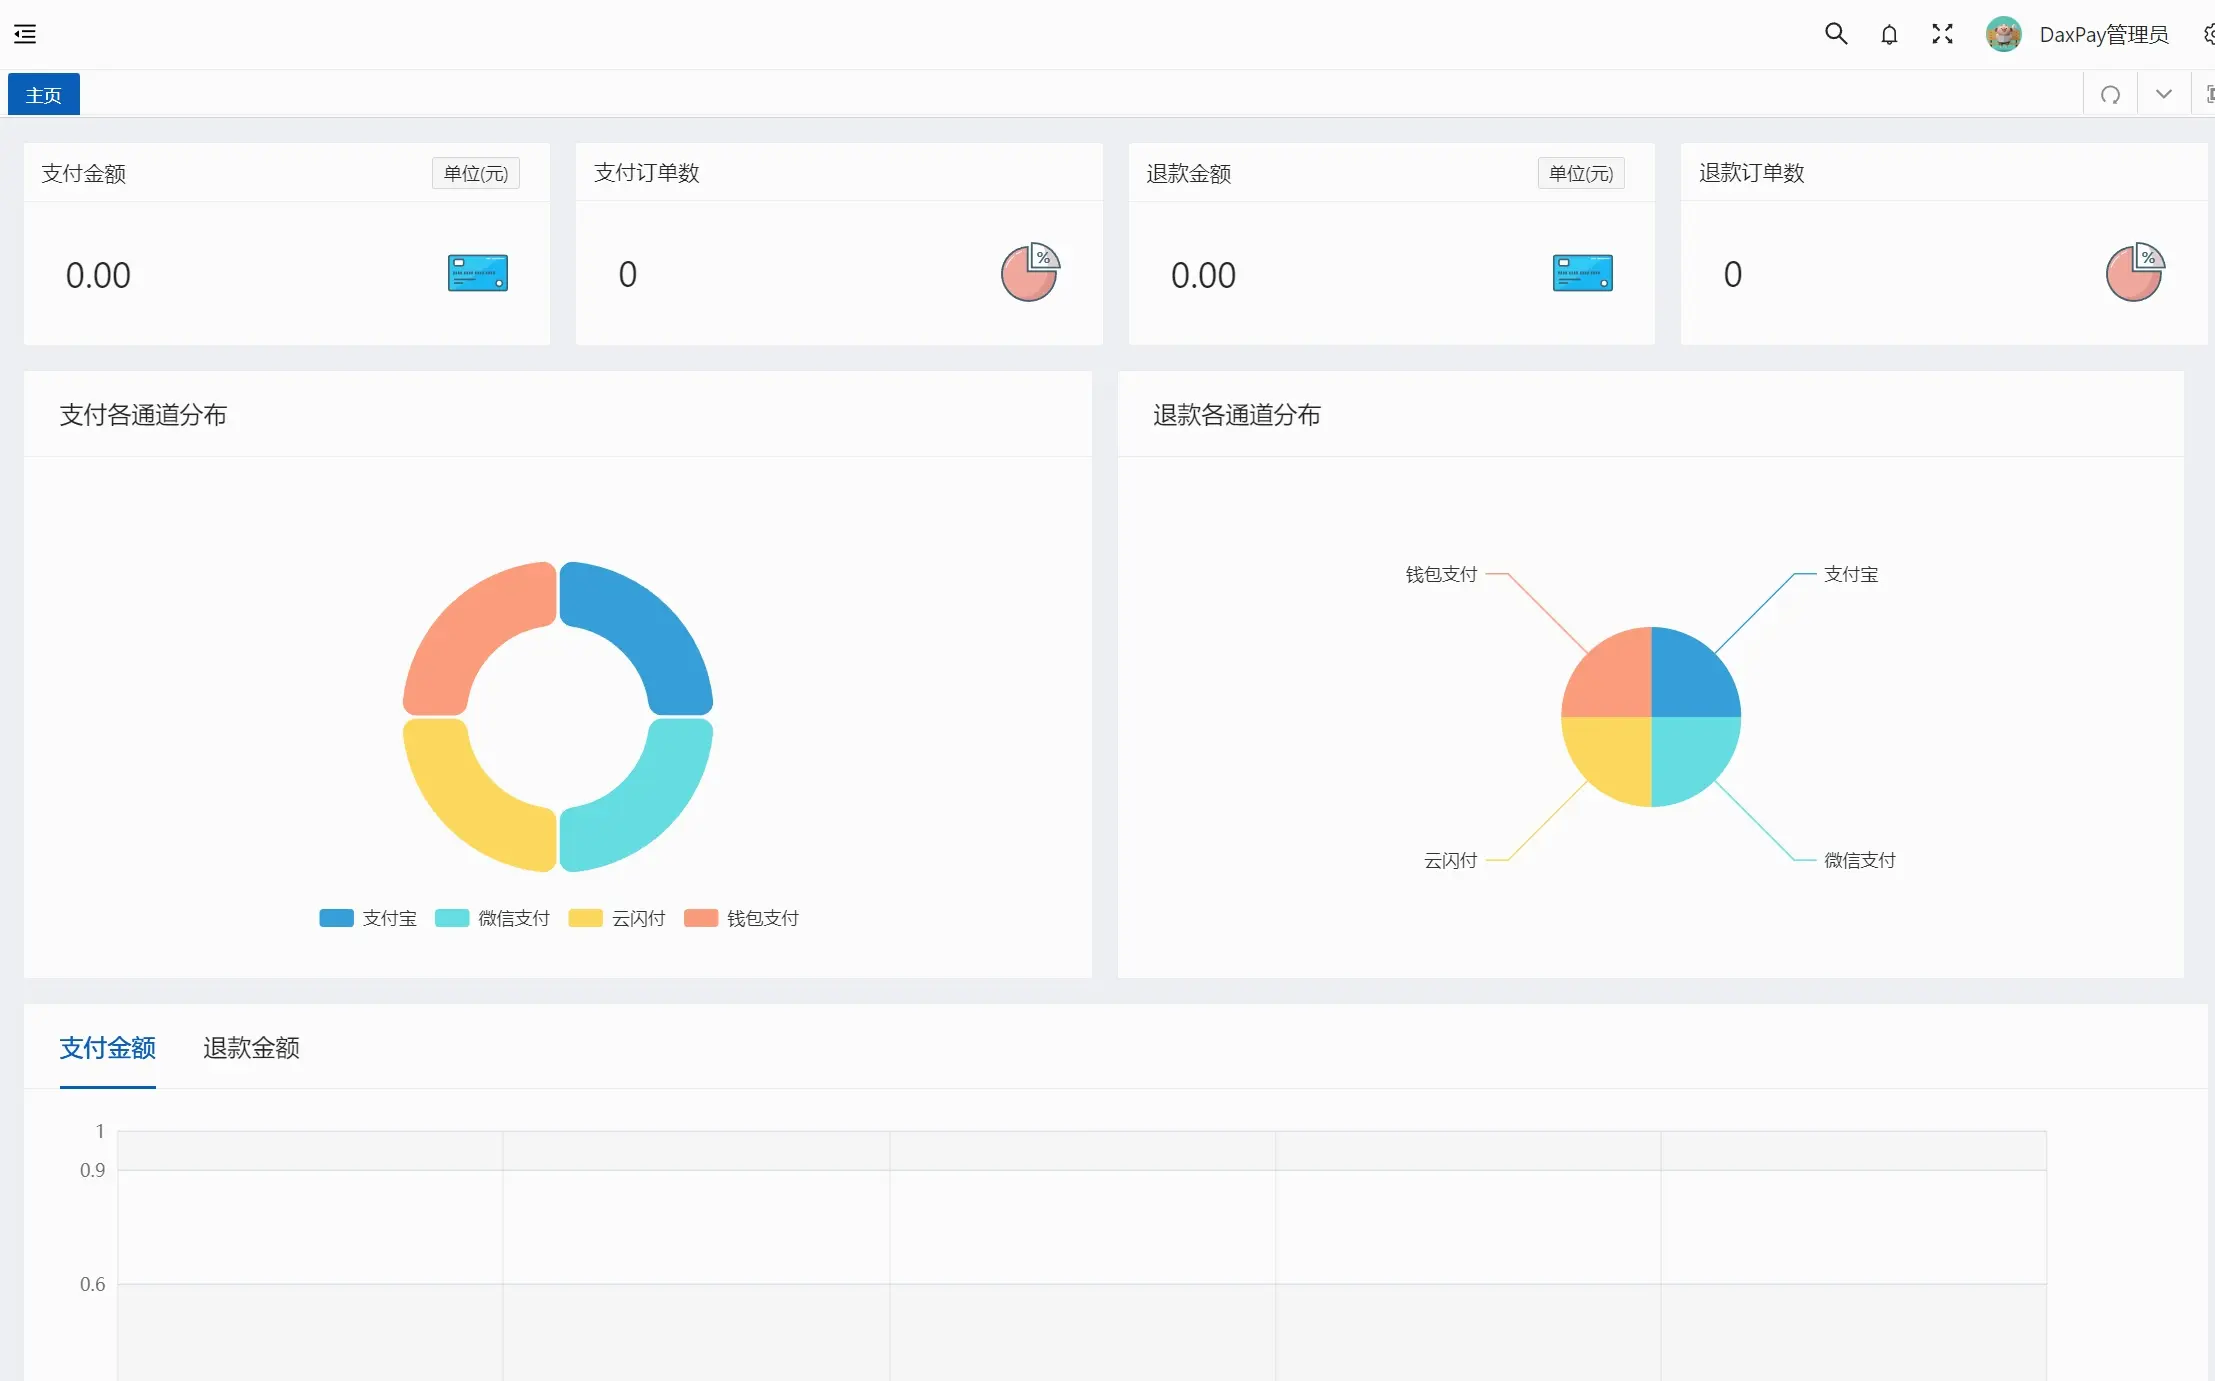 DaxPay管理员
主页
支付金额 单位(元)
0.00
支付订单数
0
%
退款金额 单位(元)
0.00
退款订单数
0
%
支付各通道分布
支付宝 微信支付 云闪付 钱包支付
退款各通道分布
钱包支付 支付宝
云闪付 微信支付
支付金额 退款金额
1
0.9
0.6